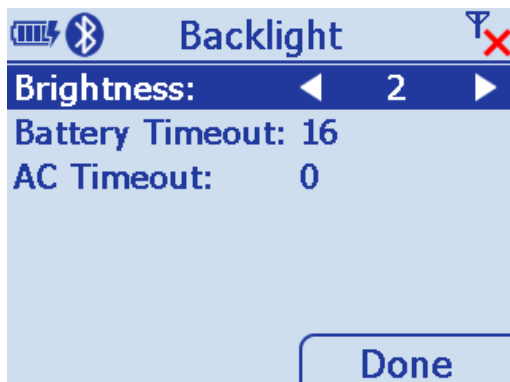 Backlight
Brightness: 2
Battery Timeout: 16
AC Timeout: 0
Done